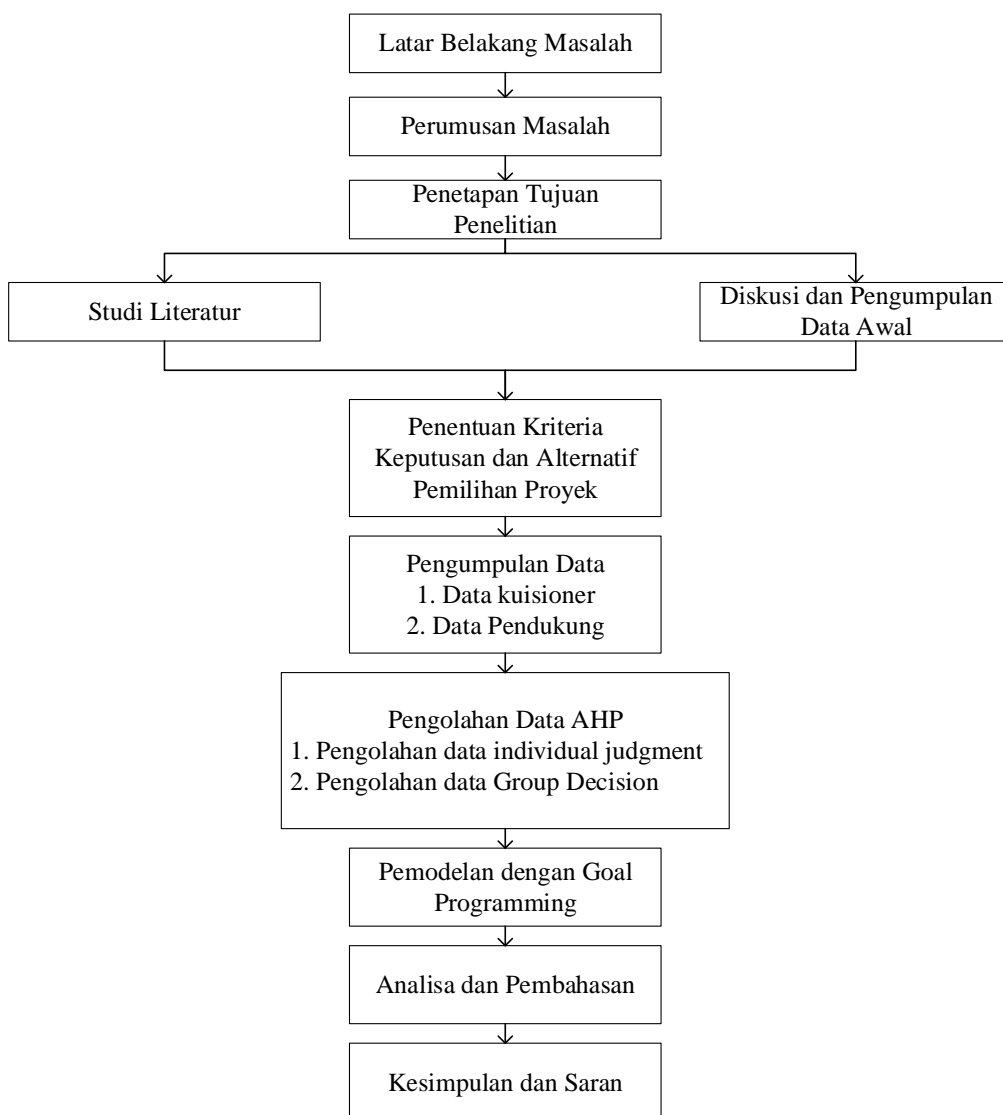 Latar Belakang Masalah
Perumusan Masalah
Penetapan Tujuan
Penelitian
Studi Literatur
Diskusi dan Pengumpulan
Data Awal
Penentuan Kriteria
Keputusan dan Alternatif
Pemilihan Proyek
Pengumpulan Data
1. Data kuisioner
2. Data Pendukung
Pengolahan Data AHP
1. Pengolahan data individual judgment
2. Pengolahan data Group Decision
Pemodelan dengan Goal
Programming
Analisa dan Pembahasan
Kesimpulan dan Saran